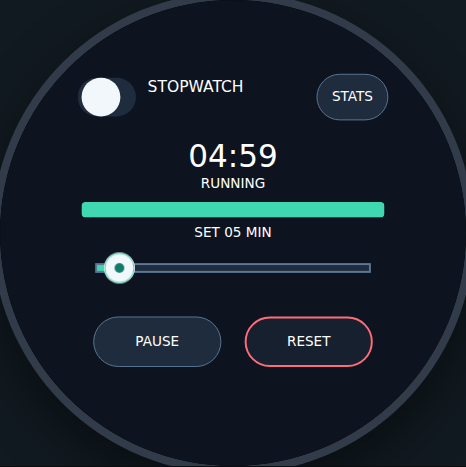 STOPWATCH
STATS
04:59
RUNNING
SET 05 MIN
PAUSE
RESET